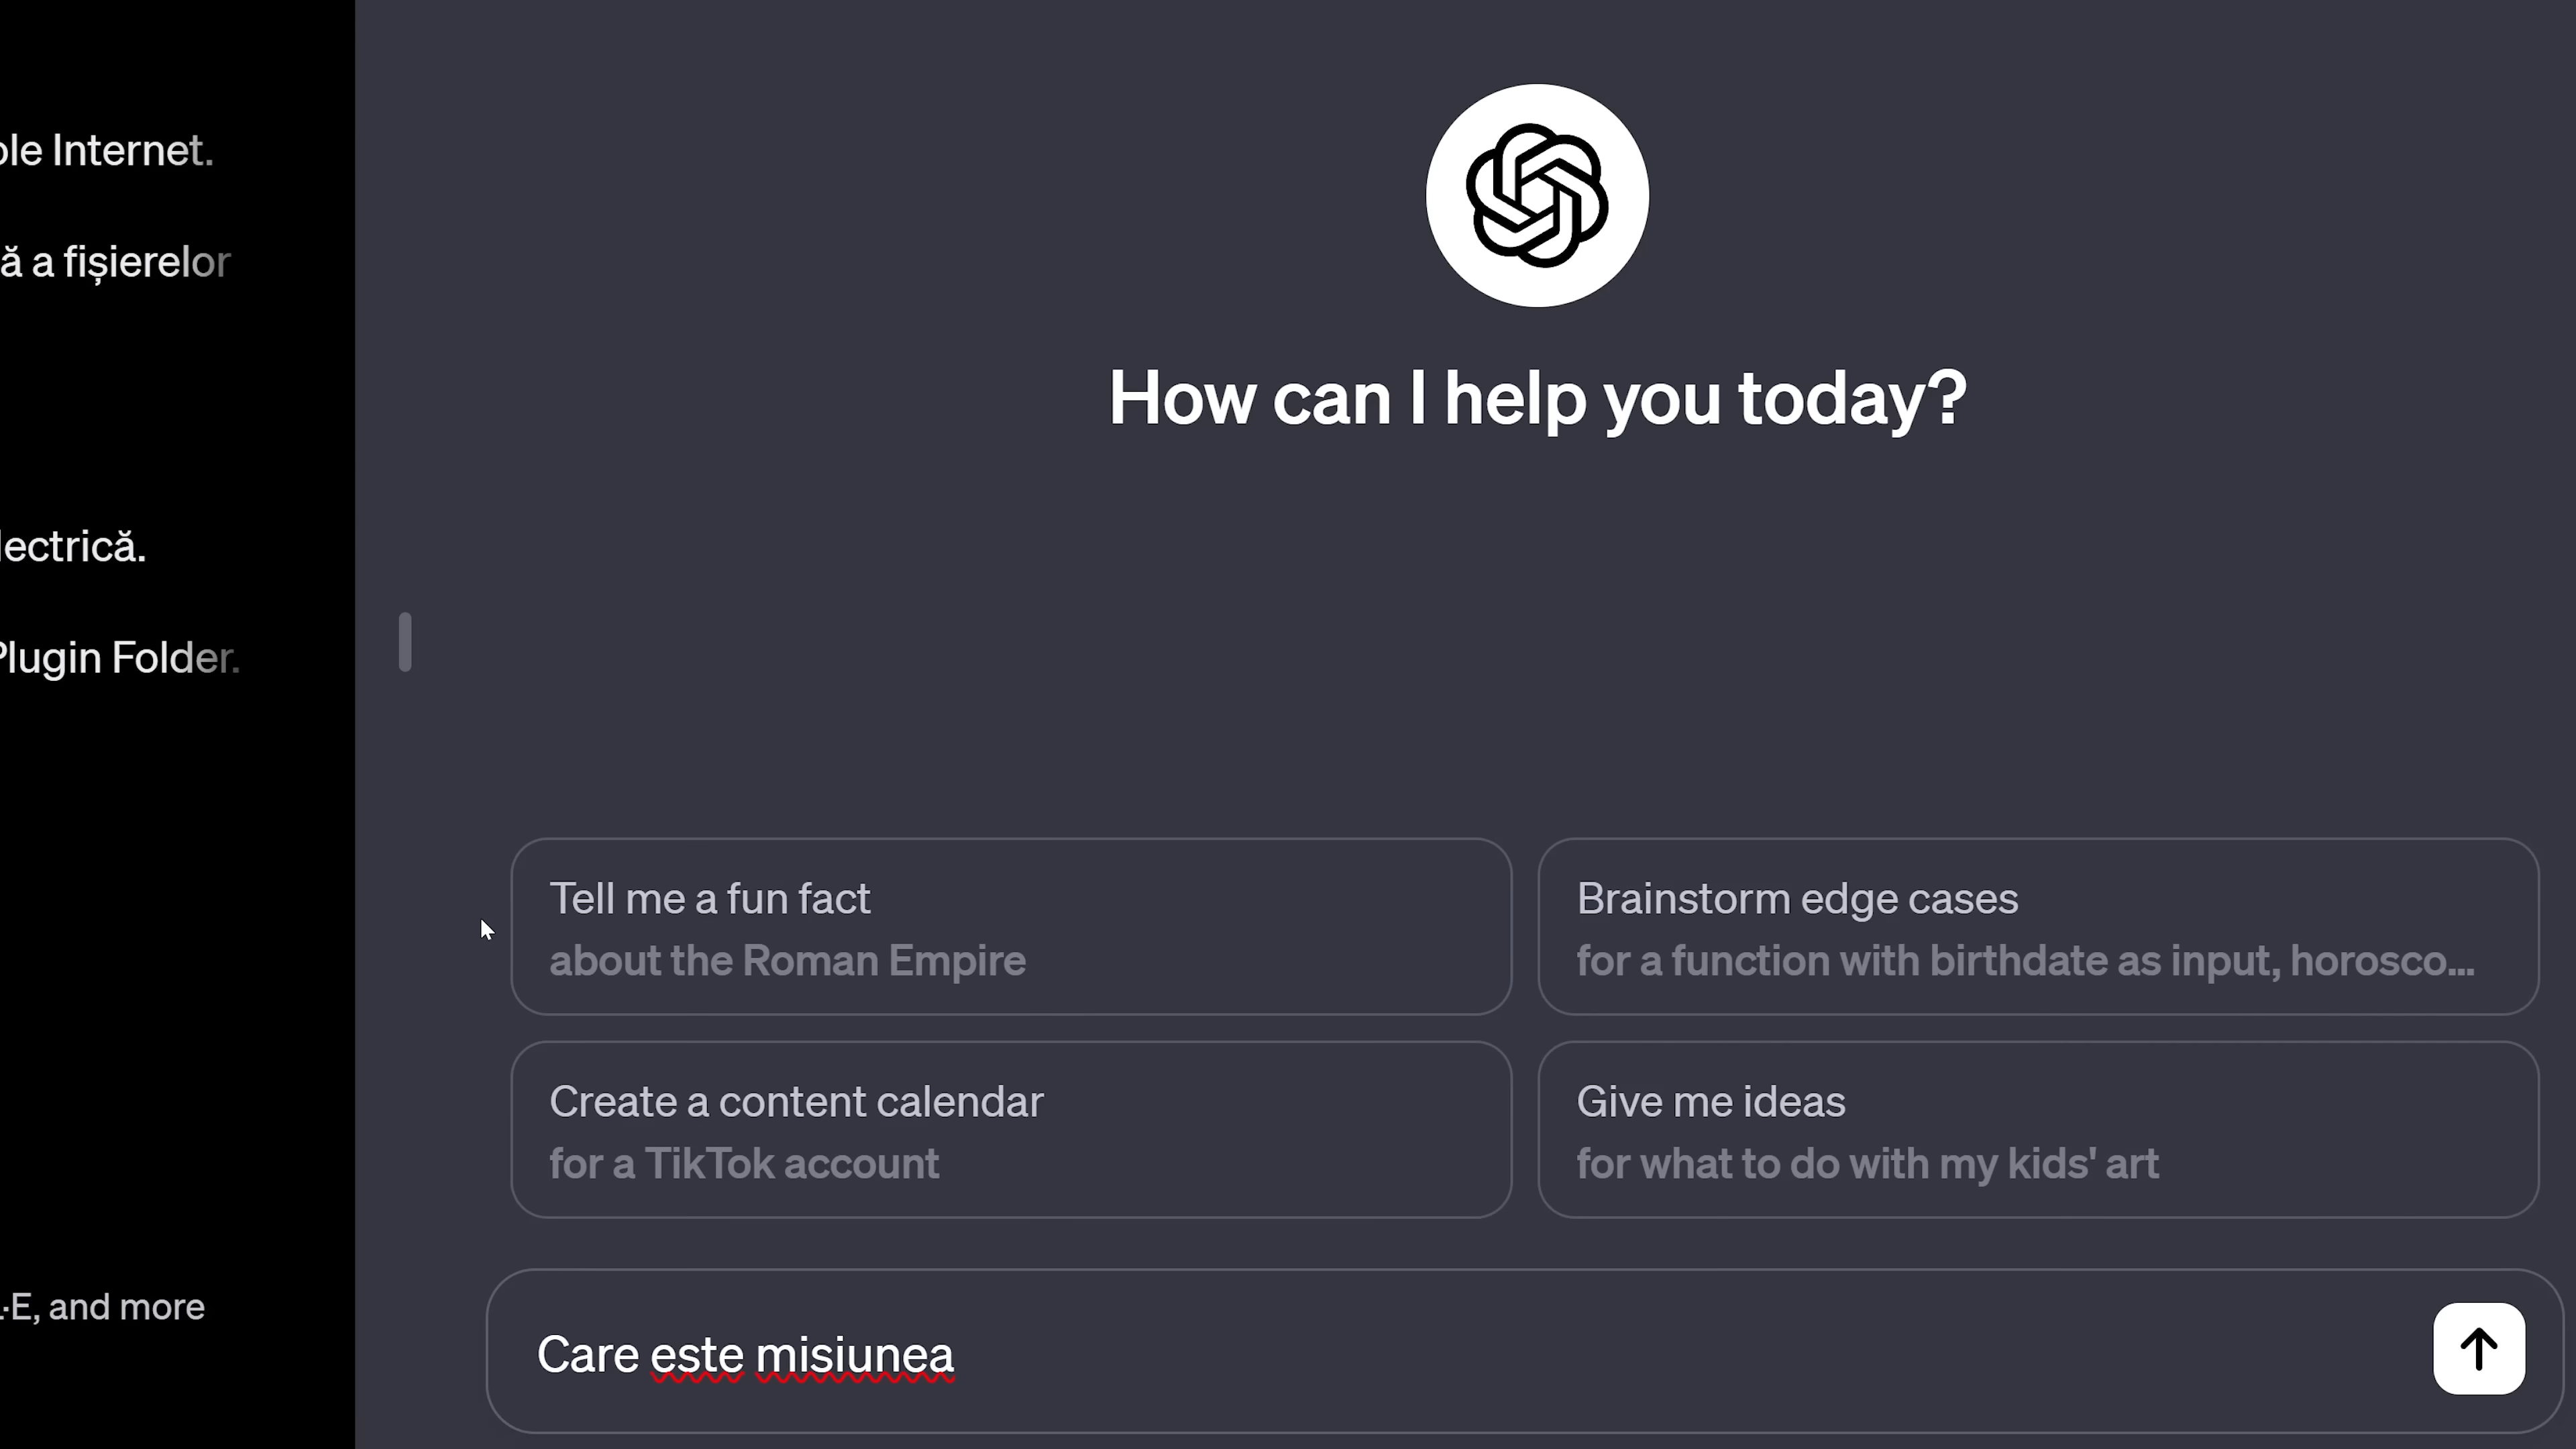 ole Internet.
ă a fișierelor
lectrică.
Plugin Folder.
E, and more
How can I help you today?
Tell me a fun fact
about the Roman Empire
Brainstorm edge cases
for a function with birthdate as input, horosco...
Create a content calendar
for a TikTok account
Give me ideas
for what to do with my kids' art
Care este misiunea